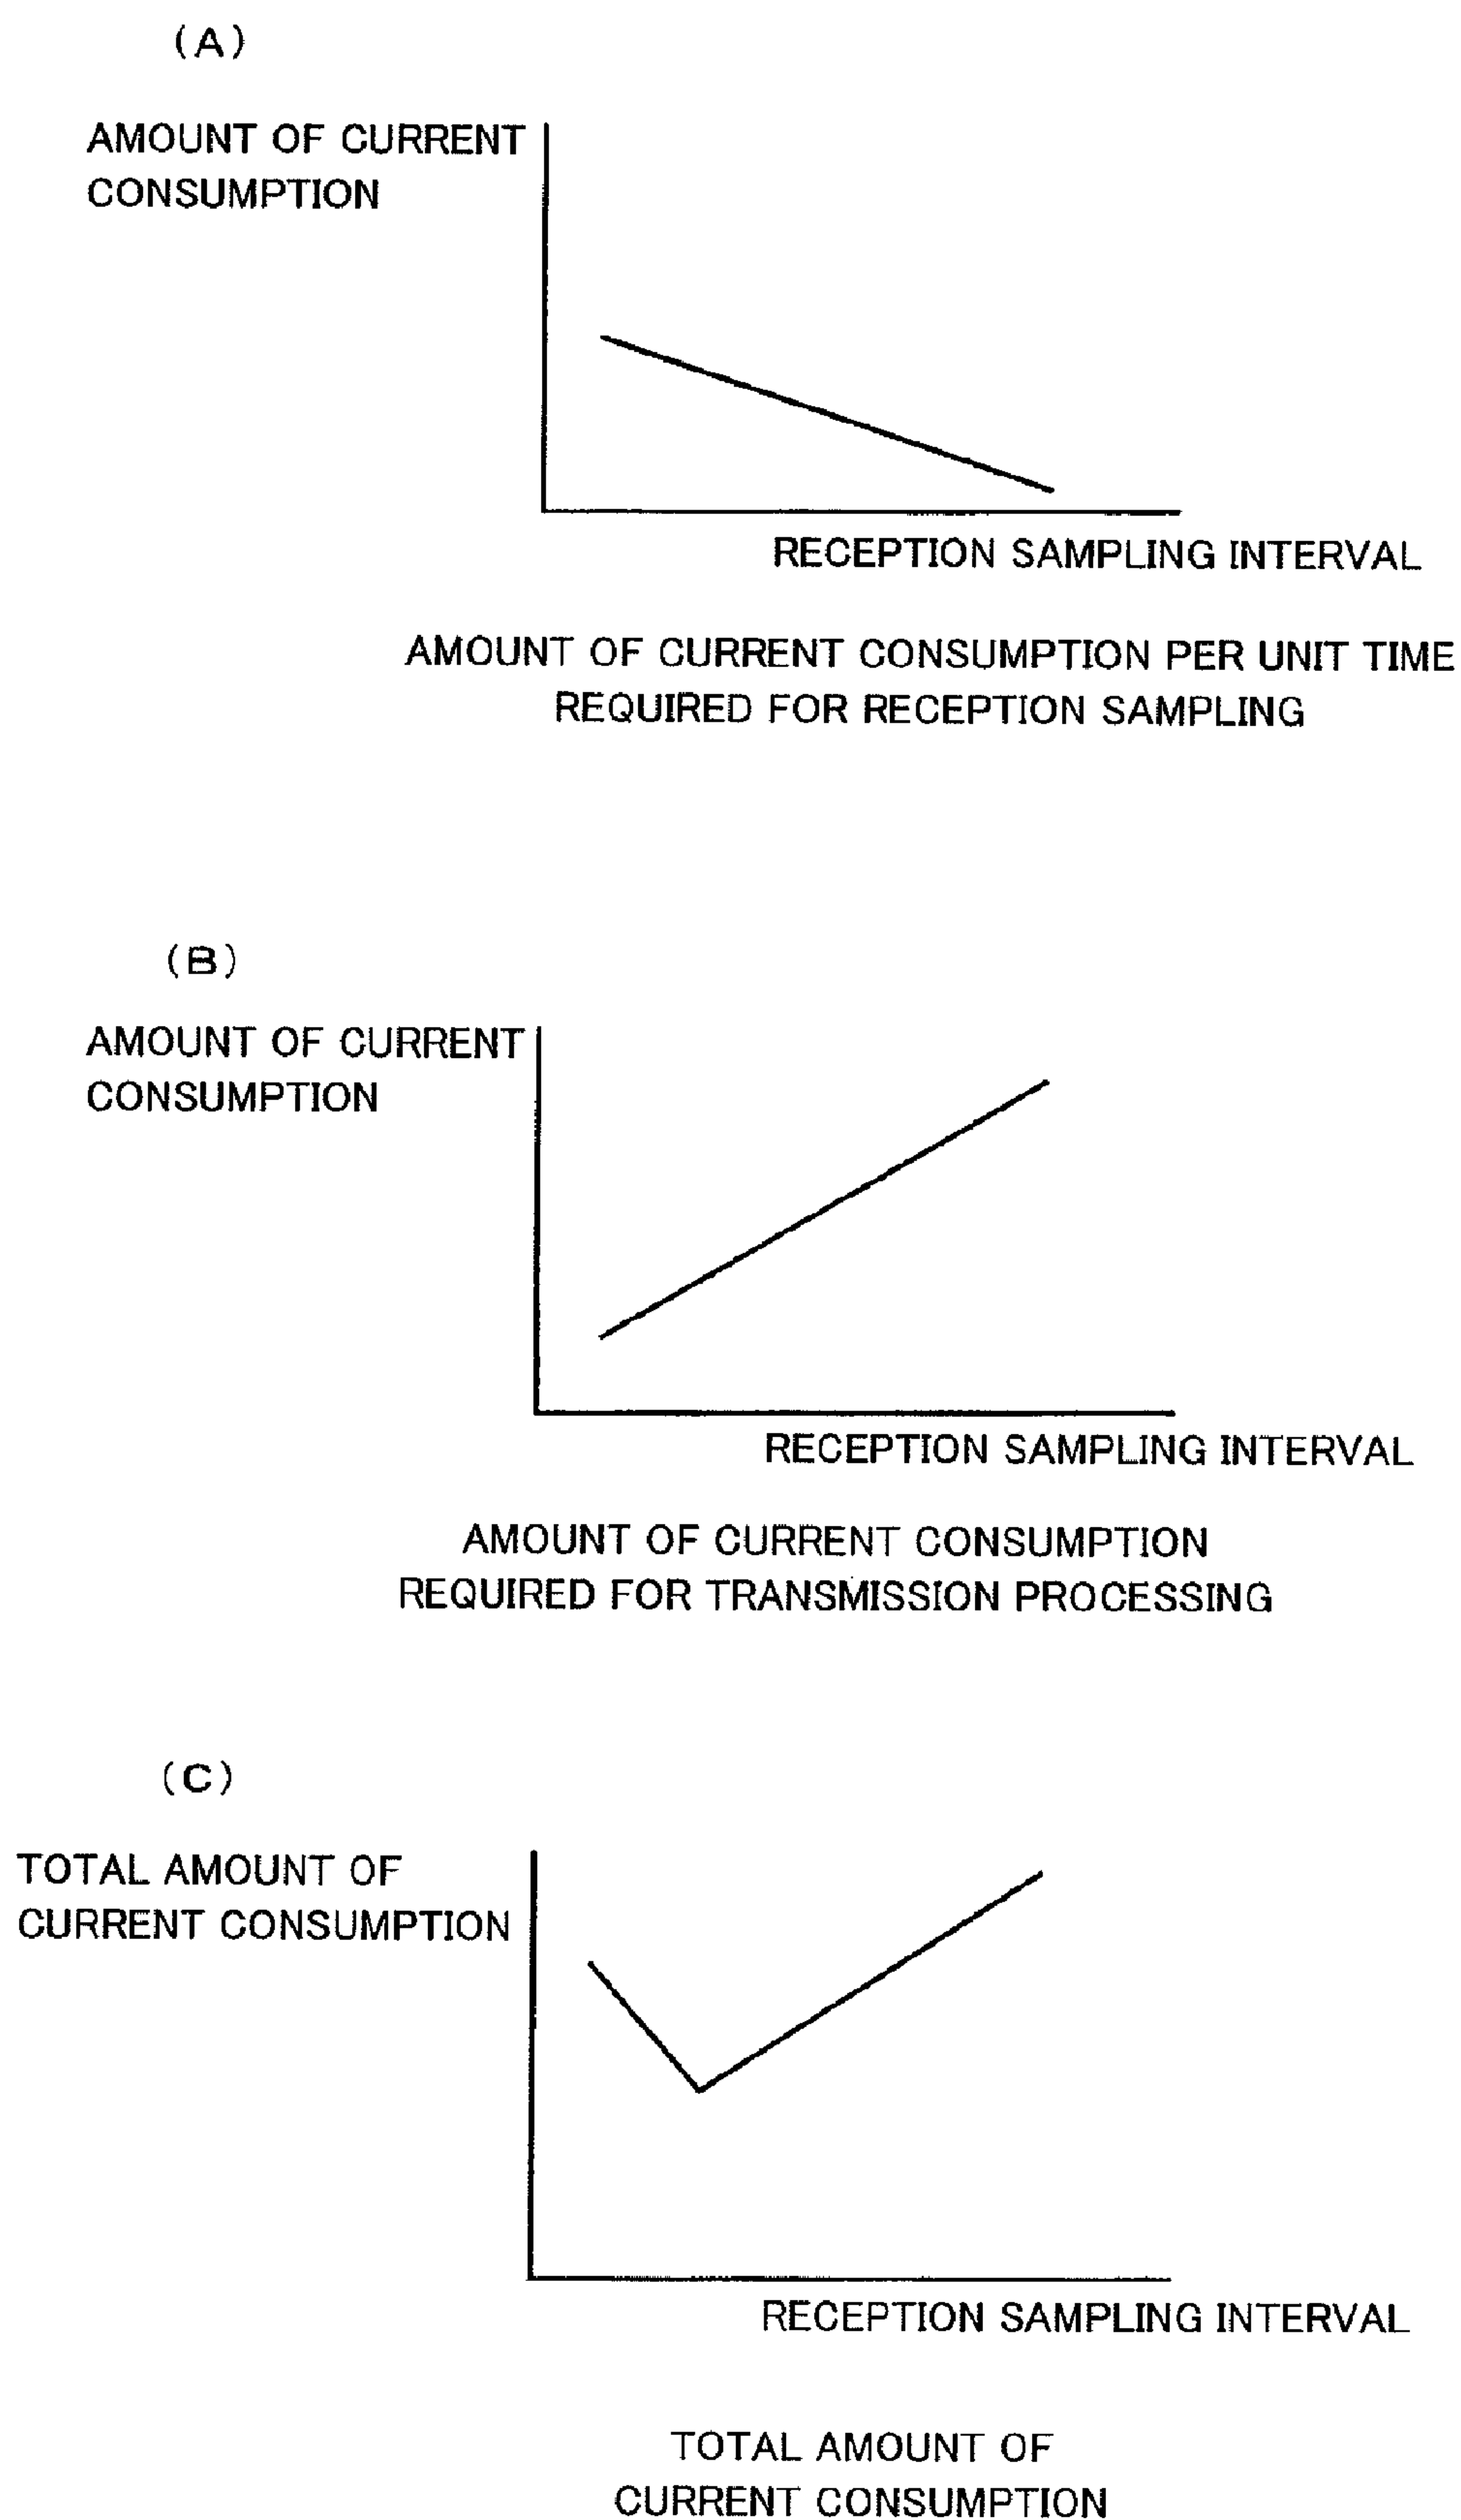 (A)
AMOUNT OF CURRENT
CONSUMPTION
RECEPTION SAMPLING INTERVAL
AMOUNT OF CURRENT CONSUMPTION PER UNIT TIME
REQUIRED FOR RECEPTION SAMPLING
(B)
AMOUNT OF CURRENT
CONSUMPTION
RECEPTION SAMPLING INTERVAL
AMOUNT OF CURRENT CONSUMPTION
REQUIRED FOR TRANSMISSION PROCESSING
(C)
TOTAL AMOUNT OF
CURRENT CONSUMPTION
RECEPTION SAMPLING INTERVAL
TOTAL AMOUNT OF
CURRENT CONSUMPTION